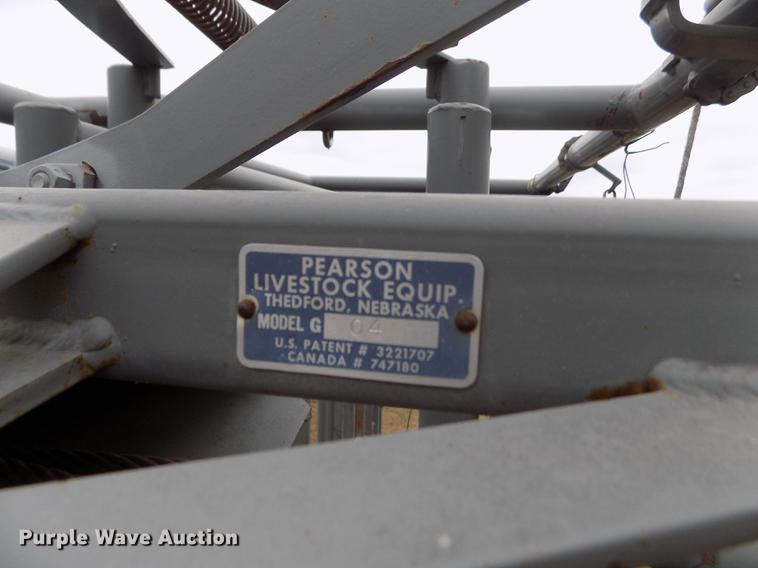 PEARSON
LIVESTOCK EQUIP.
THEDFORD, NEBRASKA
MODEL G 04
U.S. PATENT # 3221707
CANADA # 747180
Purple Wave Auction